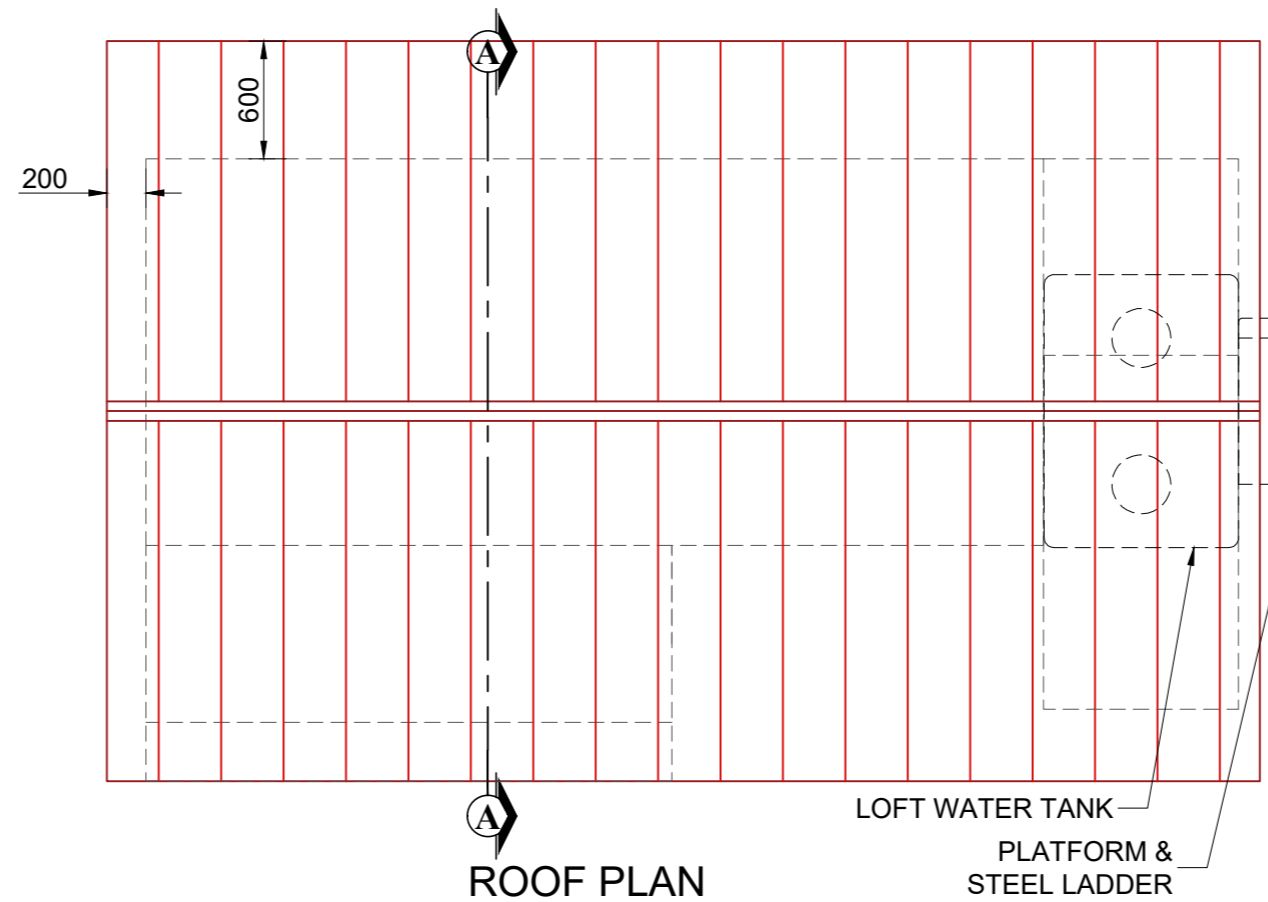 A
600
200
LOFT WATER TANK
PLATFORM &
STEEL LADDER
A
ROOF PLAN